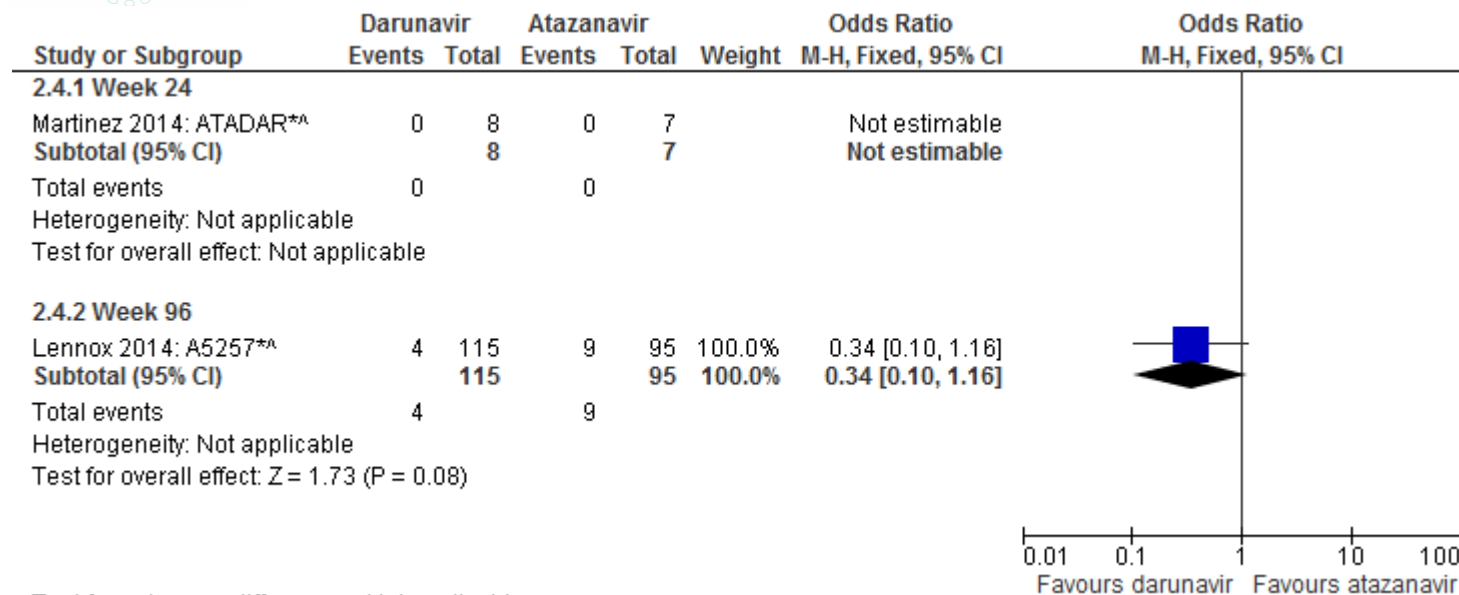 Darunavir Atazanavir Odds Ratio Odds Ratio
Study or Subgroup Events Total Events Total Weight M-H, Fixed, 95% CI M-H, Fixed, 95% CI
2.4.1 Week 24
Martinez 2014: ATADAR*^ 0 8 0 7 Not estimable
Subtotal (95% CI) 8 7 Not estimable
Total events 0 0
Heterogeneity: Not applicable
Test for overall effect: Not applicable
2.4.2 Week 96
Lennox 2014: A5257*^ 4 115 9 95 100.0% 0.34 [0.10, 1.16]
Subtotal (95% CI) 115 95 100.0% 0.34 [0.10, 1.16]
Total events 4 9
Heterogeneity: Not applicable
Test for overall effect: Z = 1.73 (P = 0.08)
0.01 0.1 1 10 100
Favours darunavir Favours atazanavir